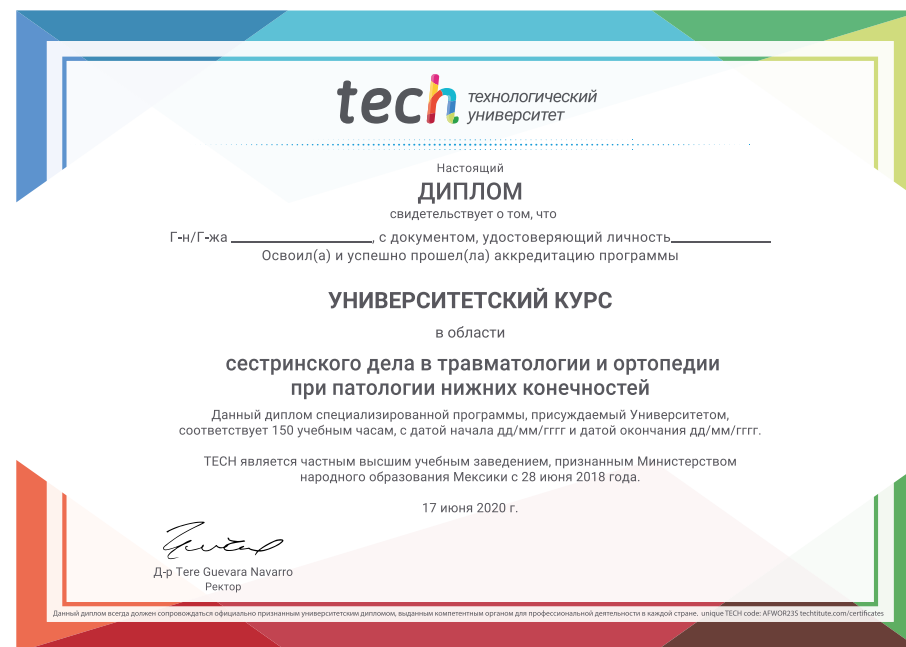 tech технологический
университет
Настоящий
ДИПЛОМ
свидетельствует о том, что
Г-н/Г-жа ____________________, с документом, удостоверяющий личность______________
Освоил(а) и успешно прошел(ла) аккредитацию программы
УНИВЕРСИТЕТСКИЙ КУРС
в области
сестринского дела в травматологии и ортопедии
при патологии нижних конечностей
Данный диплом специализированной программы, присуждаемый Университетом,
соответствует 150 учебным часам, с датой начала дд/мм/гггг и датой окончания дд/мм/гггг.
TECH является частным высшим учебным заведением, признанным Министерством
народного образования Мексики с 28 июня 2018 года.
17 июня 2020 г.
Д-р Tere Guevara Navarro
Ректор
Данный диплом всегда должен сопровождаться официально признанным университетским дипломом, выданным компетентным органом для профессиональной деятельности в каждой стране. unique TECH code: AFWOR23S techtitute.com/certificates